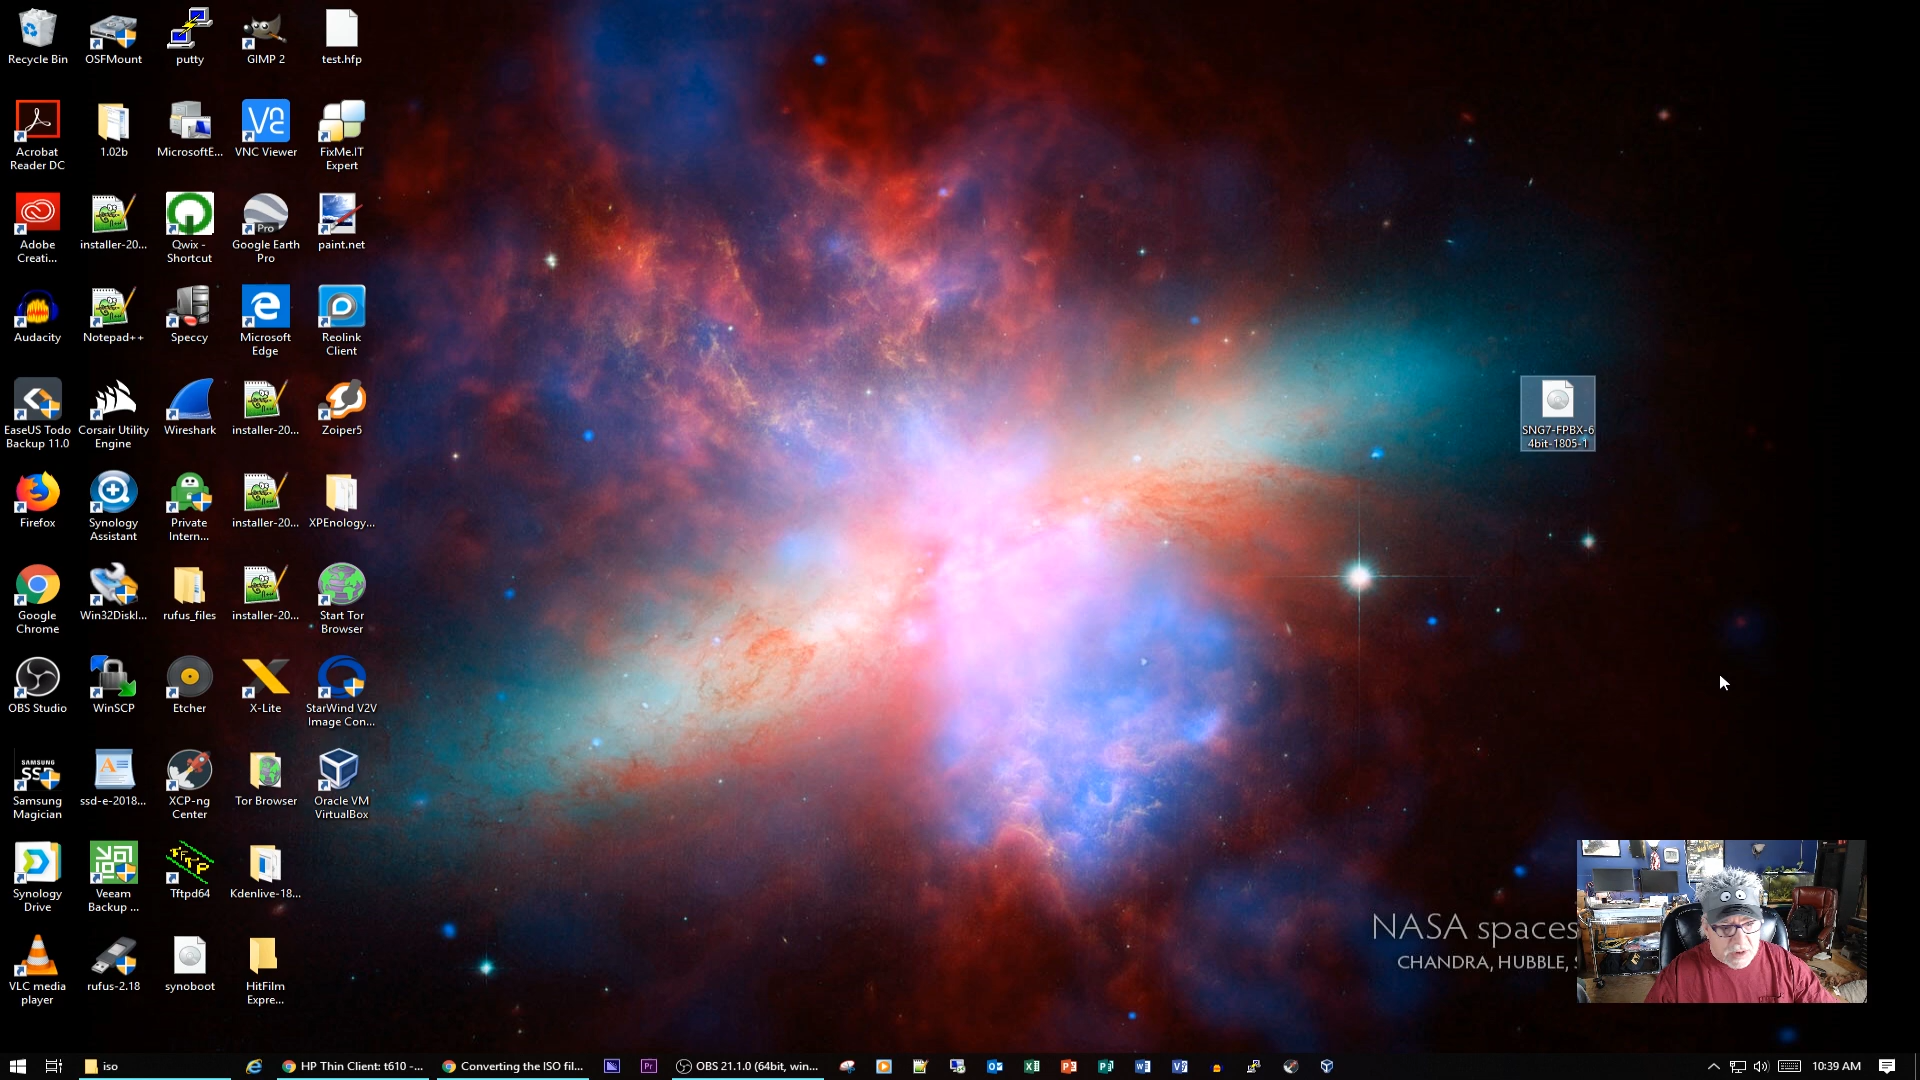 Recycle Bin
OSFMount
putty
GIMP 2
test.hfp
Acrobat
Reader DC
1.02b
MicrosoftE...
VNC Viewer
FixMe.IT
Expert
Adobe
Creati...
installer-20...
Qwix -
Shortcut
Pro
Google Earth
Pro
paint.net
Audacity
Notepad++
Speccy
Microsoft
Edge
Reolink
Client
EaseUS Todo
Backup 11.0
Corsair Utility
Engine
Wireshark
installer-20...
Zoiper5
SNG7-FPBX-6
4bit-1805-1
Firefox
Synology
Assistant
Private
Intern...
installer-20...
XPEnology...
Google
Chrome
Win32DiskI...
rufus_files
installer-20...
Start Tor
Browser
OBS Studio
WinSCP
Etcher
X-Lite
StarWind V2V
Image Con...
SAMSUNG
SSD
Samsung
Magician
ssd-e-2018...
XCP-ng
Center
Tor Browser
Oracle VM
VirtualBox
Synology
Drive
Veeam
Backup ...
Tftpd64
Kdenlive-18...
VLC media
player
rufus-2.18
synoboot
HitFilm
Expre...
NASA spaces
CHANDRA, HUBBLE, S
iso
HP Thin Client: t610 -...
Converting the ISO fil...
Pr
OBS 21.1.0 (64bit, win...
10:39 AM